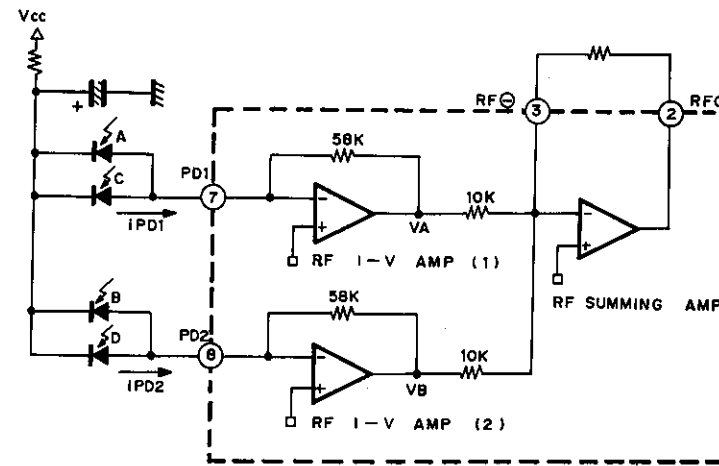 Vcc
+
A
C
PD1
7
iPD1
58K
−
+
VA
10K
RF I-V AMP (1)
RF⊖
3
2
RFO
−
+
RF SUMMING AMP
B
D
PD2
8
iPD2
58K
−
+
VB
10K
RF I-V AMP (2)